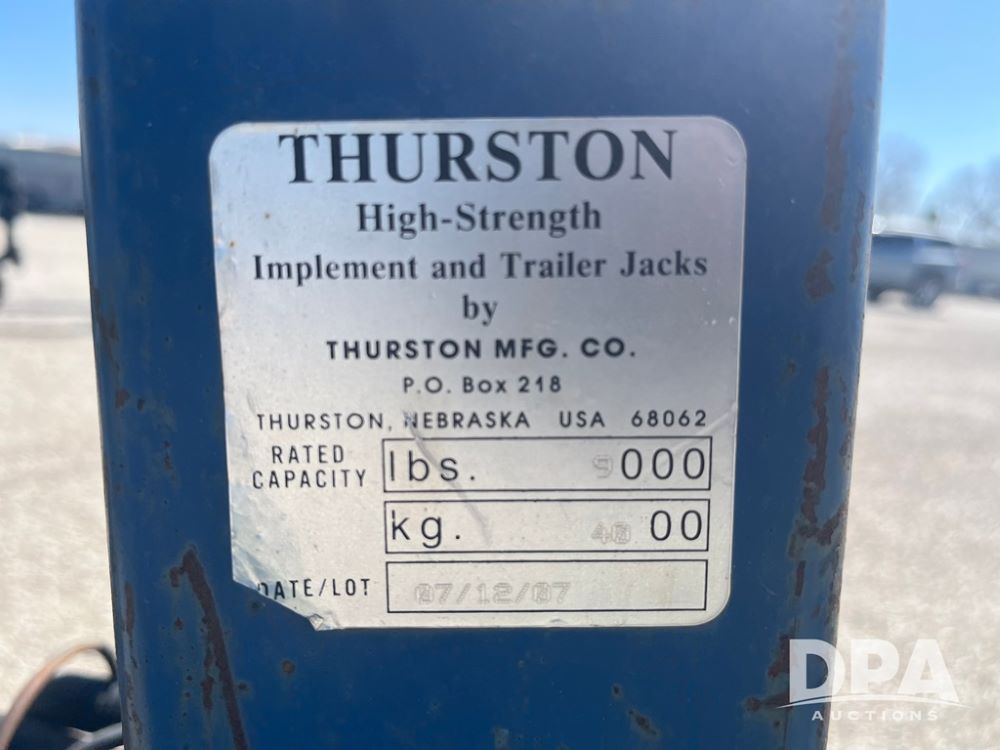 THURSTON
High-Strength
Implement and Trailer Jacks
by
THURSTON MFG. CO.
P.O. Box 218
THURSTON, NEBRASKA USA 68062
RATED CAPACITY
lbs. 9000
kg. 4000
DATE/LOT 07/12/07
DPA
AUCTIONS